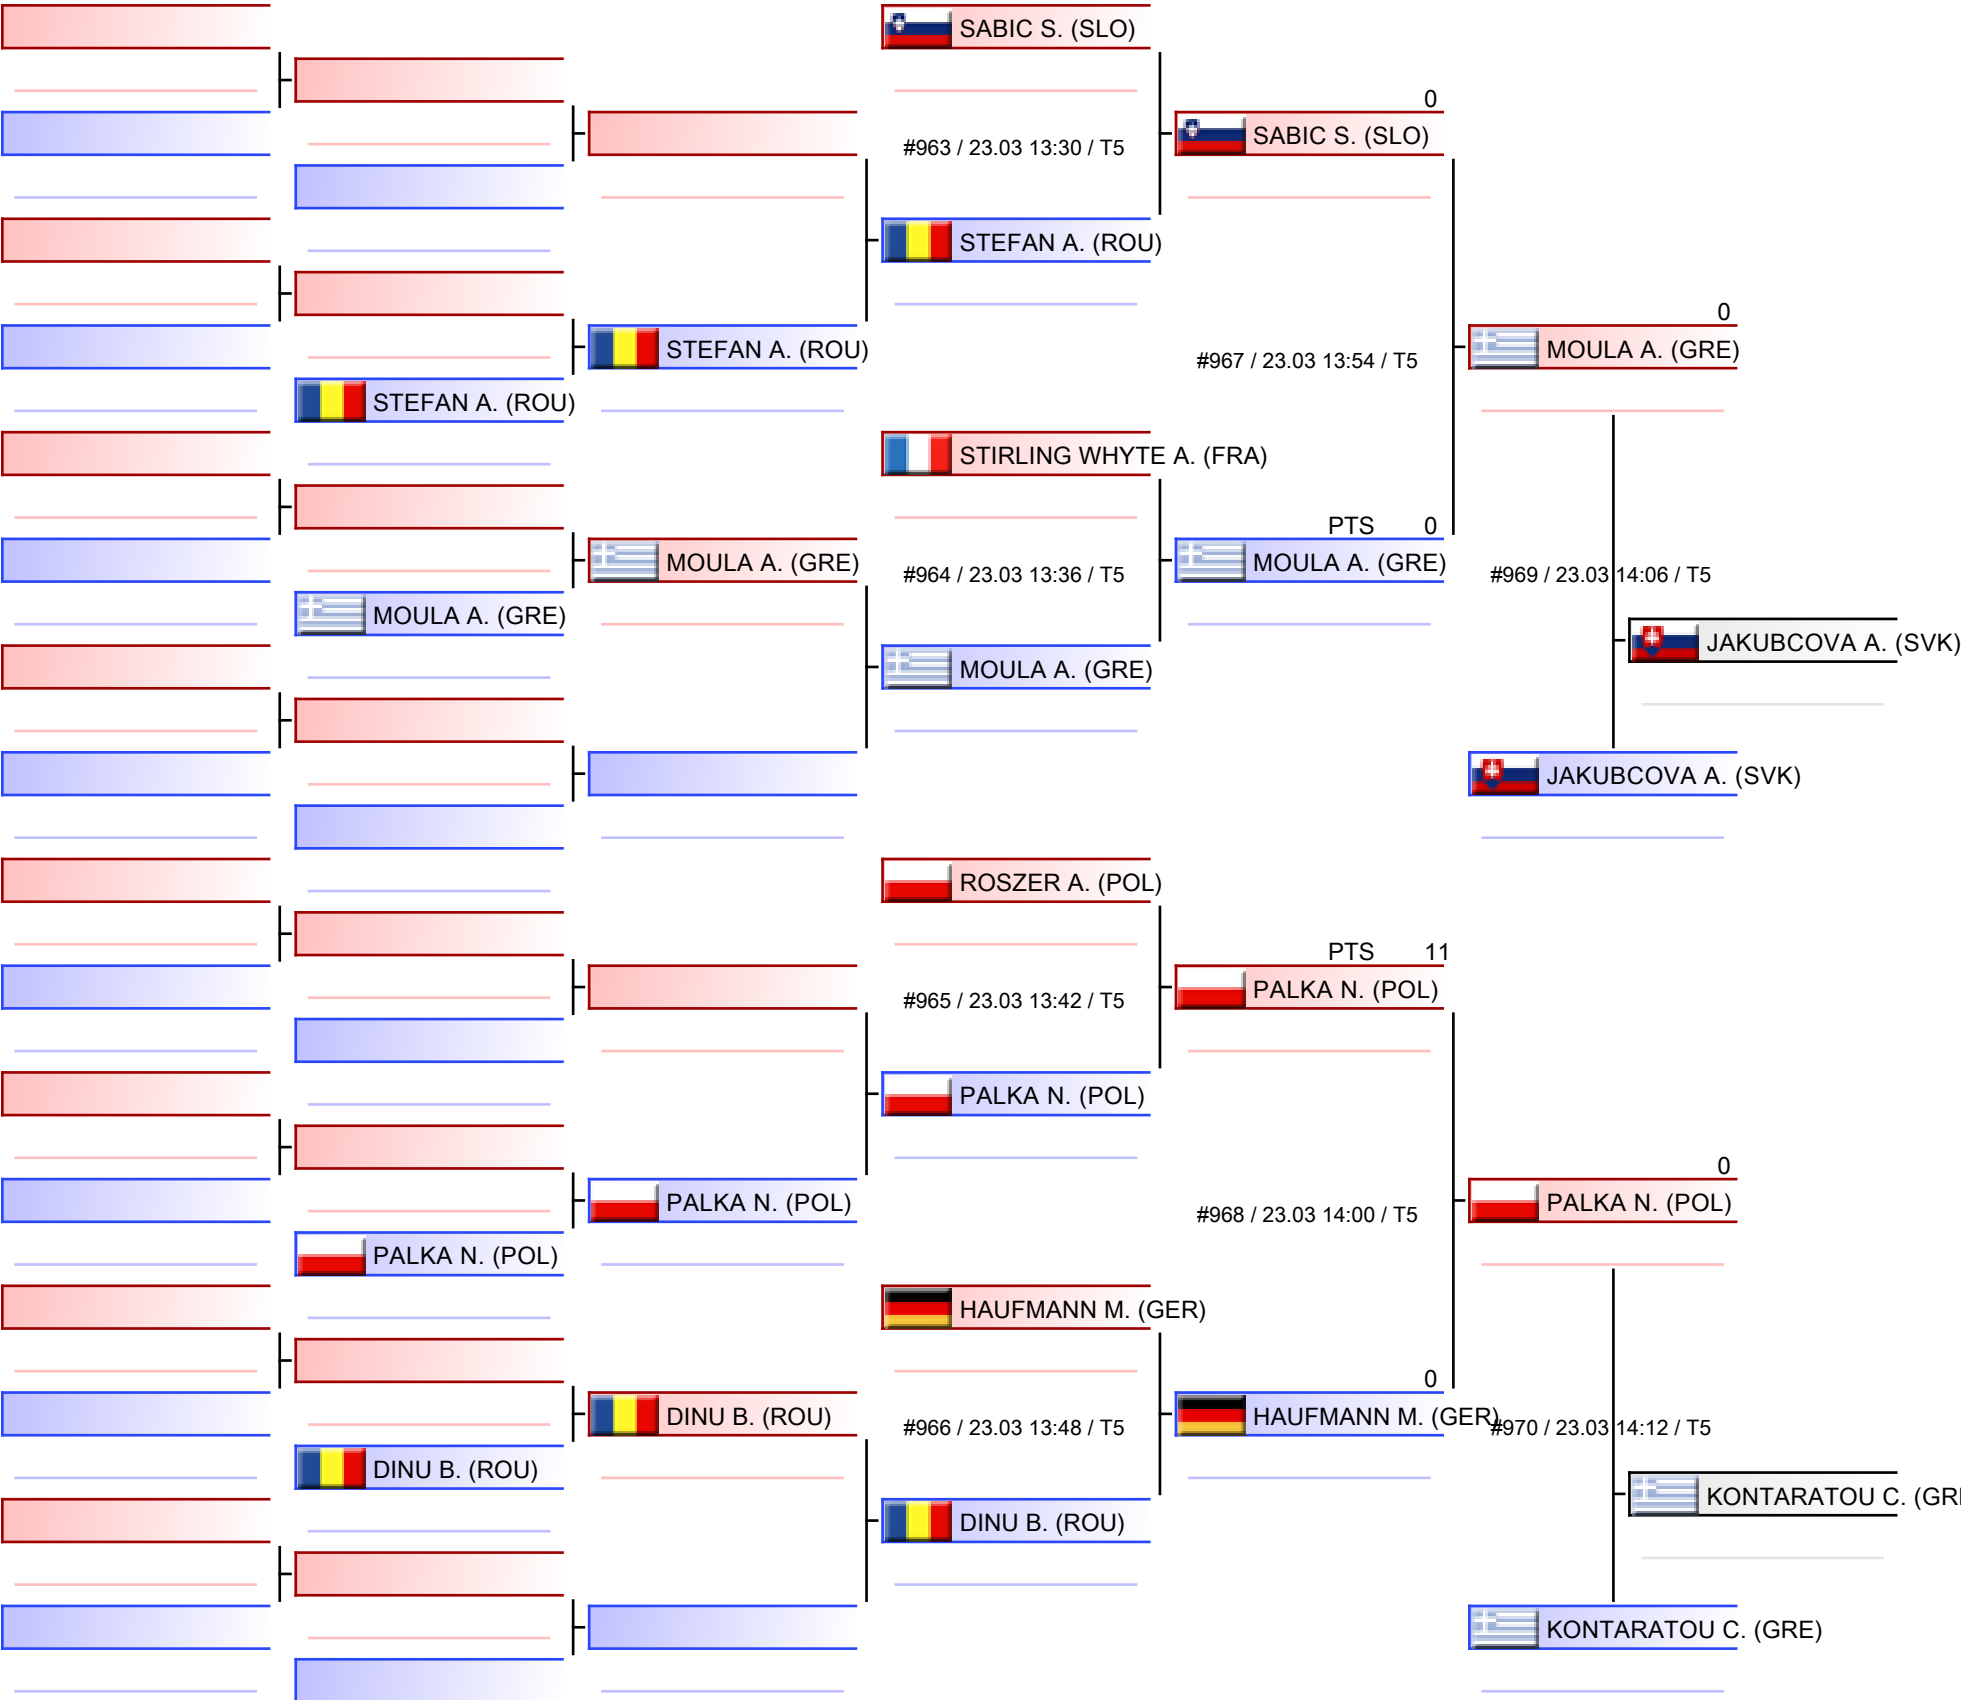 SABIC S. (SLO)
0
#963 / 23.03 13:30 / T5
SABIC S. (SLO)
STEFAN A. (ROU)
0
STEFAN A. (ROU)
#967 / 23.03 13:54 / T5
MOULA A. (GRE)
STEFAN A. (ROU)
STIRLING WHYTE A. (FRA)
PTS 0
MOULA A. (GRE)
#964 / 23.03 13:36 / T5
MOULA A. (GRE)
#969 / 23.03 14:06 / T5
MOULA A. (GRE)
JAKUBCOVA A. (SVK)
MOULA A. (GRE)
JAKUBCOVA A. (SVK)
ROSZER A. (POL)
PTS 11
#965 / 23.03 13:42 / T5
PALKA N. (POL)
PALKA N. (POL)
0
PALKA N. (POL)
#968 / 23.03 14:00 / T5
PALKA N. (POL)
PALKA N. (POL)
HAUFMANN M. (GER)
0
DINU B. (ROU)
#966 / 23.03 13:48 / T5
HAUFMANN M. (GER)
#970 / 23.03 14:12 / T5
DINU B. (ROU)
KONTARATOU C. (GR
DINU B. (ROU)
KONTARATOU C. (GRE)